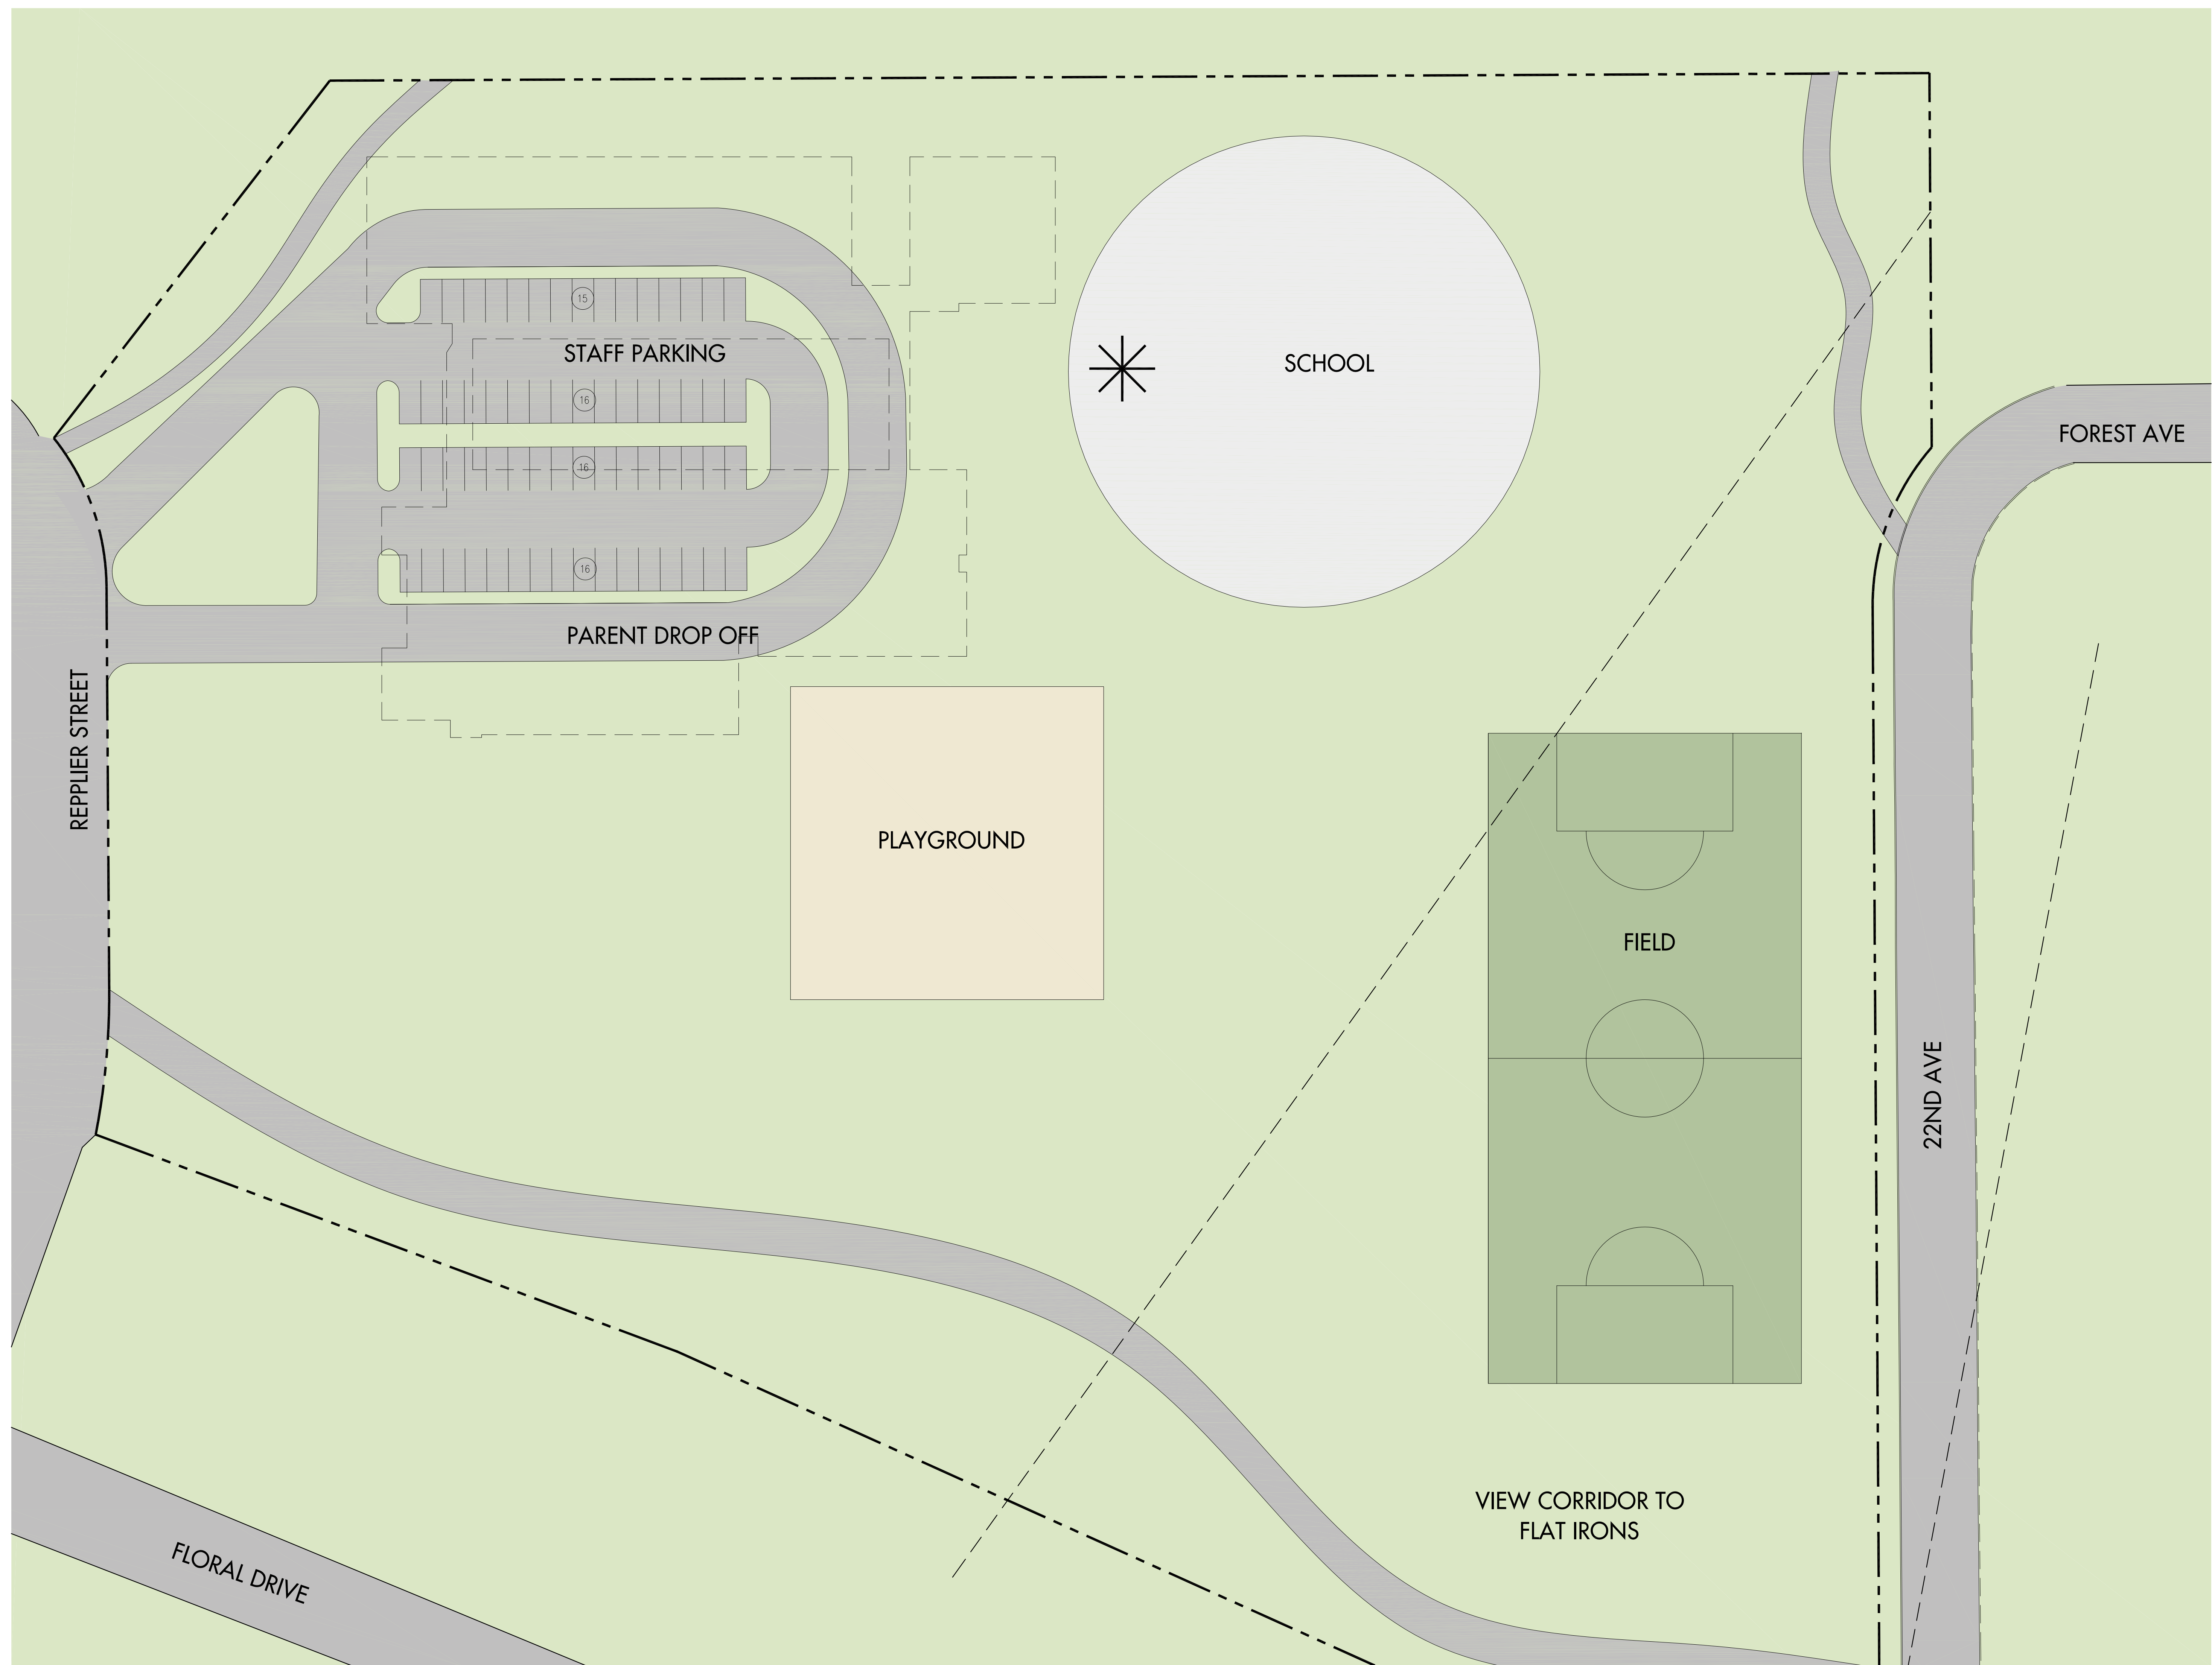 15
STAFF PARKING
SCHOOL
16
FOREST AVE
16
16
PARENT DROP OFF
REPPLIER STREET
PLAYGROUND
FIELD
22ND AVE
VIEW CORRIDOR TO
FLAT IRONS
FLORAL DRIVE